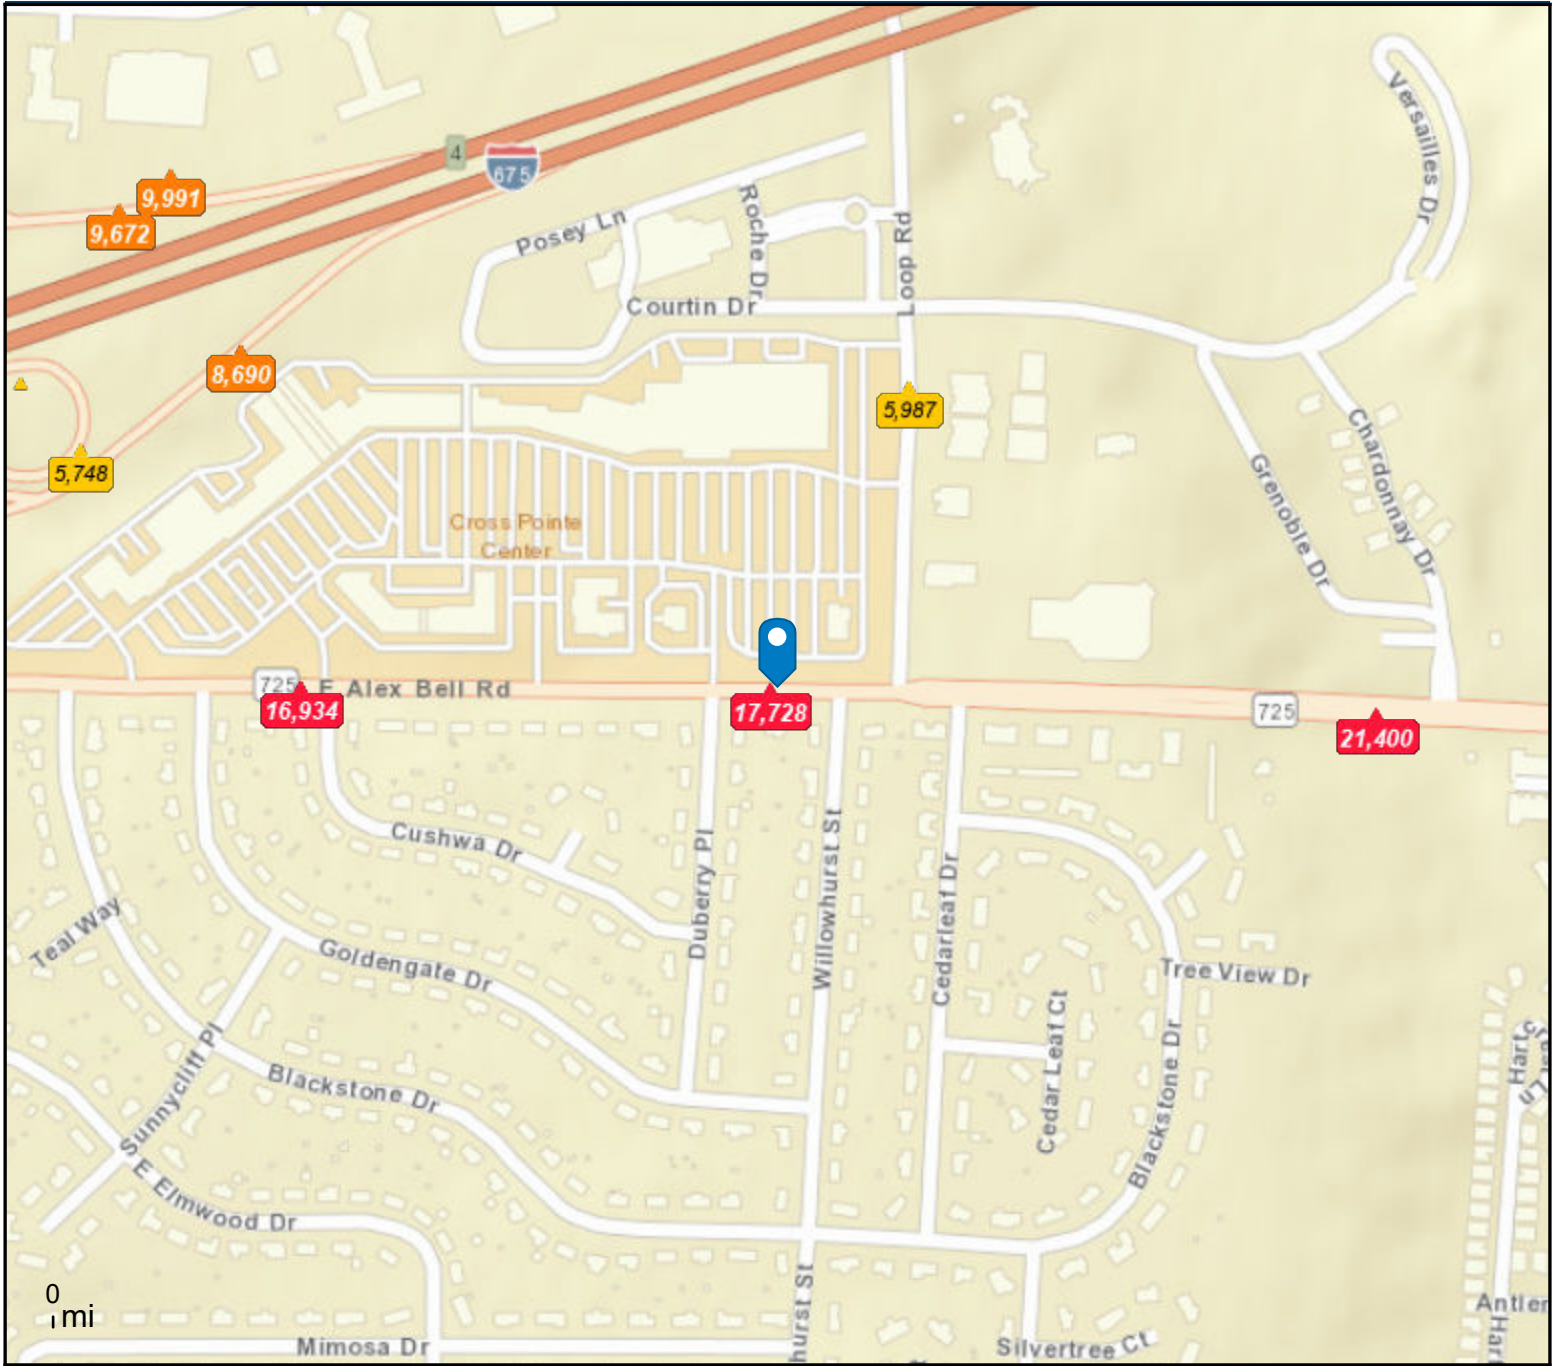 Versailles Dr
4
675
9,991
9,672
Posey Ln
Roche Dr
Loop Rd
Courtin Dr
8,690
5,987
5,748
Chardonnay Dr
Grenoble Dr
Cross Pointe
Center
725
E Alex Bell Rd
16,934
17,728
725
21,400
Cushwa Dr
Duberry Pl
Willowhurst St
Cedarleaf Dr
Teal Way
Goldengate Dr
Tree View Dr
Cedar Leaf Ct
Sunnycliff Pl
Blackstone Dr
Blackstone Dr
Hart
Ln
E Elmwood Dr
0
mi
hurst St
Antler
Har
Mimosa Dr
Silvertree Ct